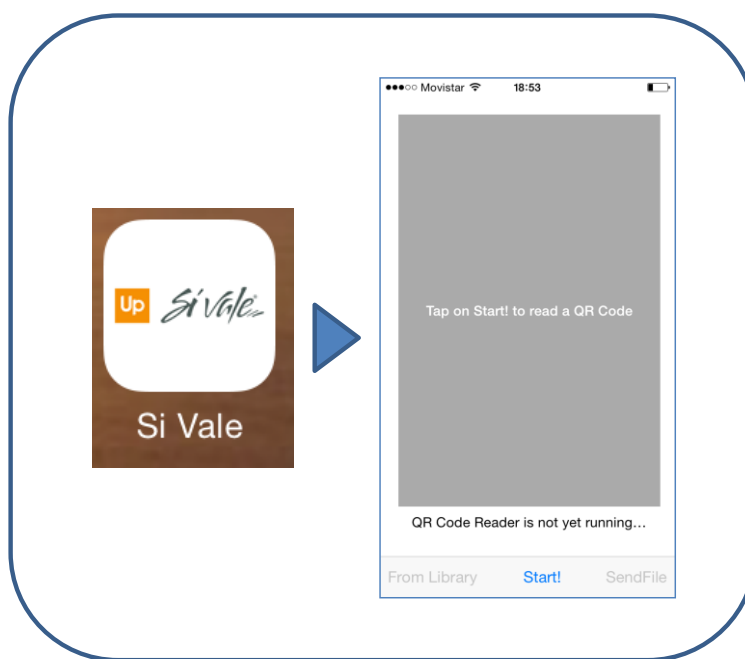 Up Sí Vale
Si Vale
Movistar 18:53
Tap on Start! to read a QR Code
QR Code Reader is not yet running...
From Library Start! SendFile